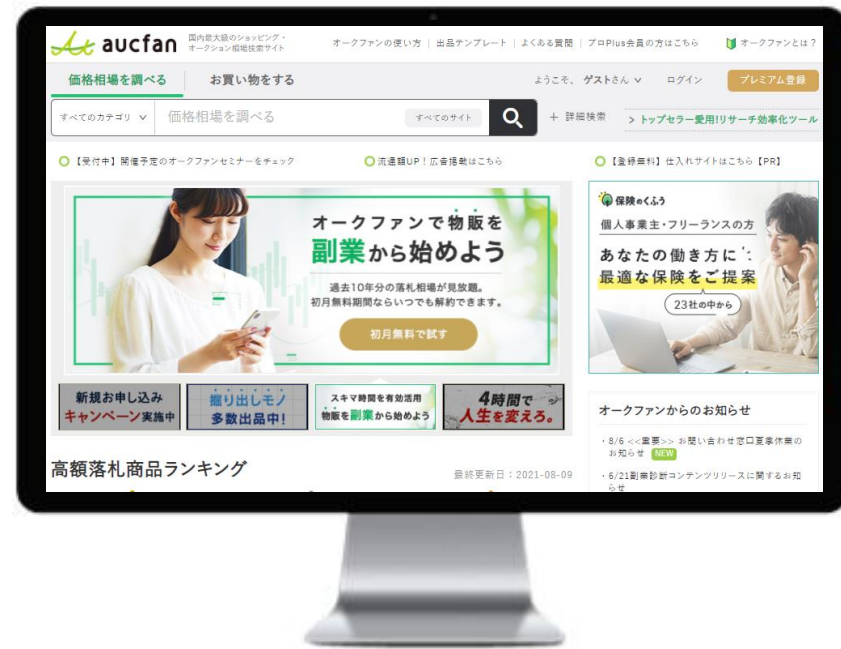 aucfan
国内最大級のショッピング・
オークション相場検索サイト
オークファンの使い方 | 出品テンプレート | よくある質問 | プロPlus会員の方はこちら
オークファンとは？
価格相場を調べる
お買い物をする
ようこそ、 ゲストさん
ログイン
プレミアム登録
すべてのカテゴリ
価格相場を調べる
すべてのサイト
+ 詳細検索
> トップセラー愛用!リサーチ効率化ツール
【受付中】開催予定のオークファンセミナーをチェック
流通額UP！広告掲載はこちら
【登録無料】仕入れサイトはこちら【PR】
オークファンで物販を
副業から始めよう
過去10年分の落札相場が見放題。
初月無料期間ならいつでも解約できます。
初月無料で試す
保険のくふう
個人事業主・フリーランスの方
あなたの働き方に
最適な保険をご提案
23社の中から
新規お申し込み
キャンペーン実施中
掘り出しモノ
多数出品中!
スキマ時間を有効活用
物販を副業から始めよう
4時間で
人生を変えろ。
オークファンからのお知らせ
・8/6 <<重要>> お問い合わせ窓口夏季休業の
お知らせ NEW
・6/21副業診断コンテンツリリースに関するお知
らせ
高額落札商品ランキング
最終更新日：2021-08-09